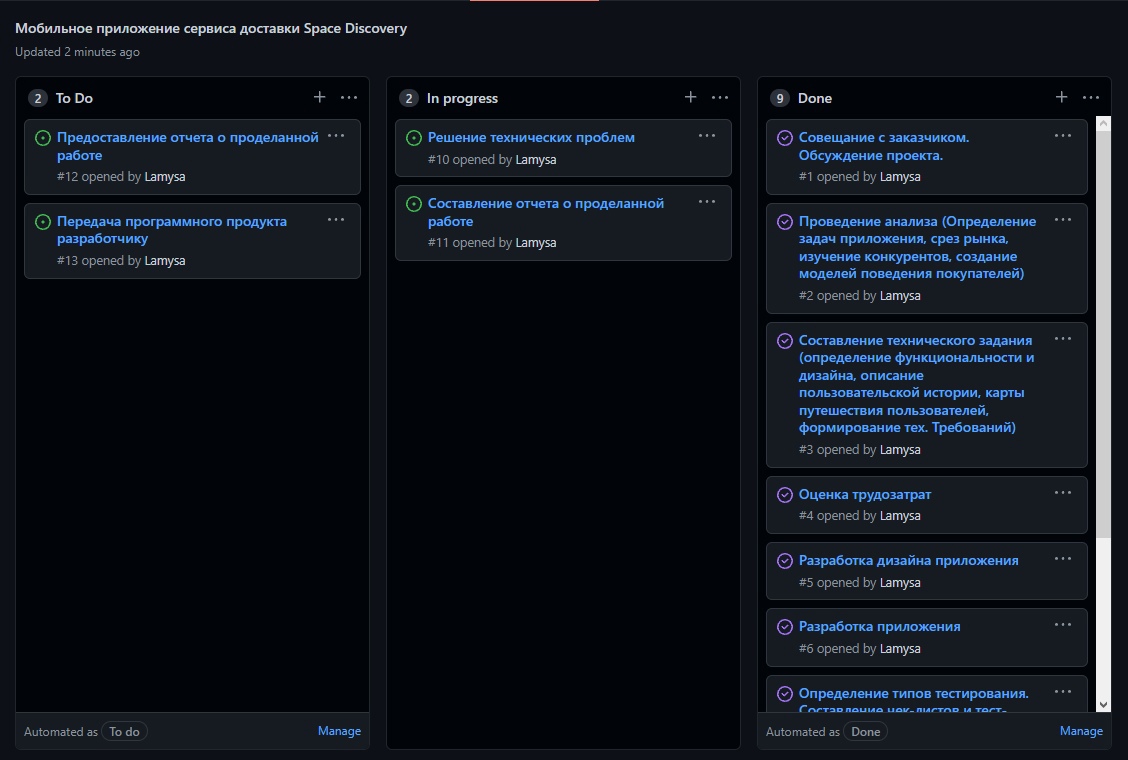 Мобильное приложение сервиса доставки Space Discovery
Updated 2 minutes ago
2 To Do
Предоставление отчета о проделанной
работе
#12 opened by Lamysa
Передача программного продукта
разработчику
#13 opened by Lamysa
Automated as To do
Manage
2 In progress
Решение технических проблем
#10 opened by Lamysa
Составление отчета о проделанной
работе
#11 opened by Lamysa
9 Done
Совещание с заказчиком.
Обсуждение проекта.
#1 opened by Lamysa
Проведение анализа (Определение
задач приложения, срез рынка,
изучение конкурентов, создание
моделей поведения покупателей)
#2 opened by Lamysa
Составление технического задания
(определение функциональности и
дизайна, описание
пользовательской истории, карты
путешествия пользователей,
формирование тех. Требований)
#3 opened by Lamysa
Оценка трудозатрат
#4 opened by Lamysa
Разработка дизайна приложения
#5 opened by Lamysa
Разработка приложения
#6 opened by Lamysa
Определение типов тестирования.
Составление чек-листов и тест-
Automated as Done
Manage